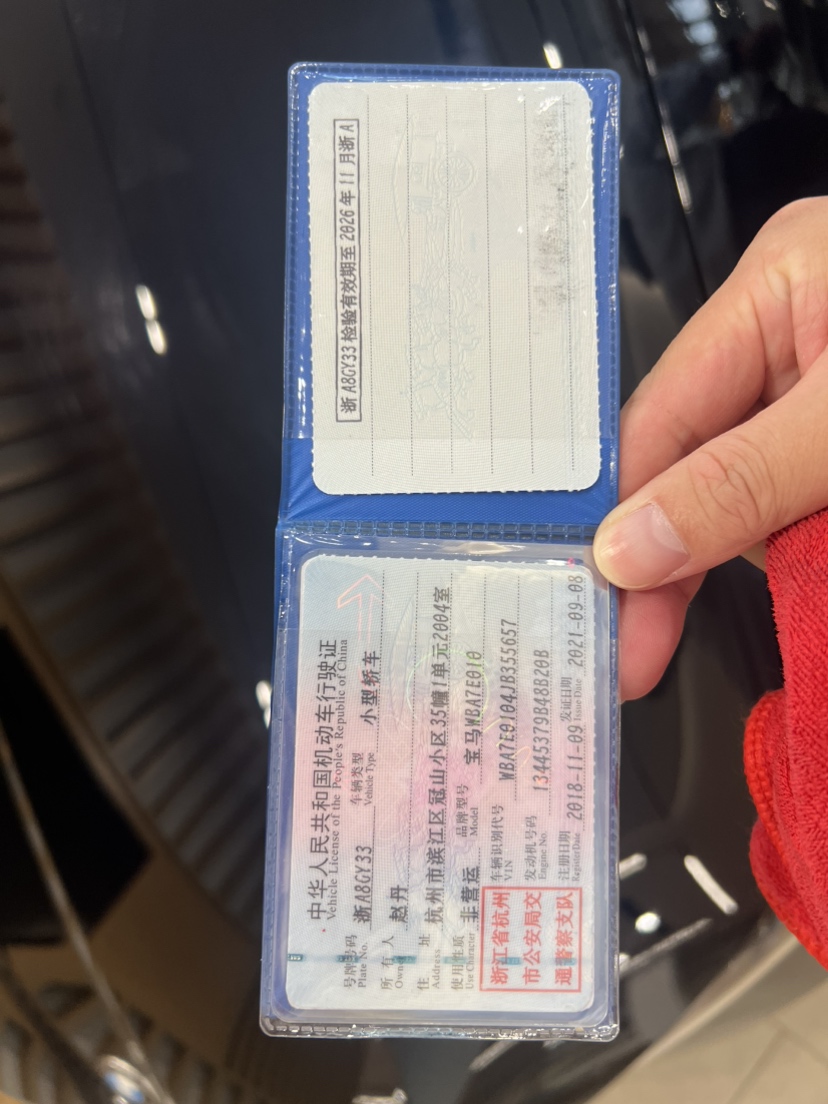 中华人民共和国机动车行驶证
Vehicle License of the People's Republic of China
号牌号码 浙A8GY33 车辆类型 小型轿车
Plate No. Vehicle Type
所有人 赵丹
Owner
住址 杭州市滨江区冠山小区35幢1单元2004室
Address
使用性质 非营运 品牌型号 宝马WBA7E010
Use Character Model
浙江省杭州
市公安局交
通警察支队
车辆识别代号 WBA7E0104JB355657
VIN
发动机号码 13445379B48B20B
Engine No.
注册日期 2018-11-09 发证日期 2021-09-08
Register Date Issue Date
浙A8GY33检验有效期至2026年11月浙A